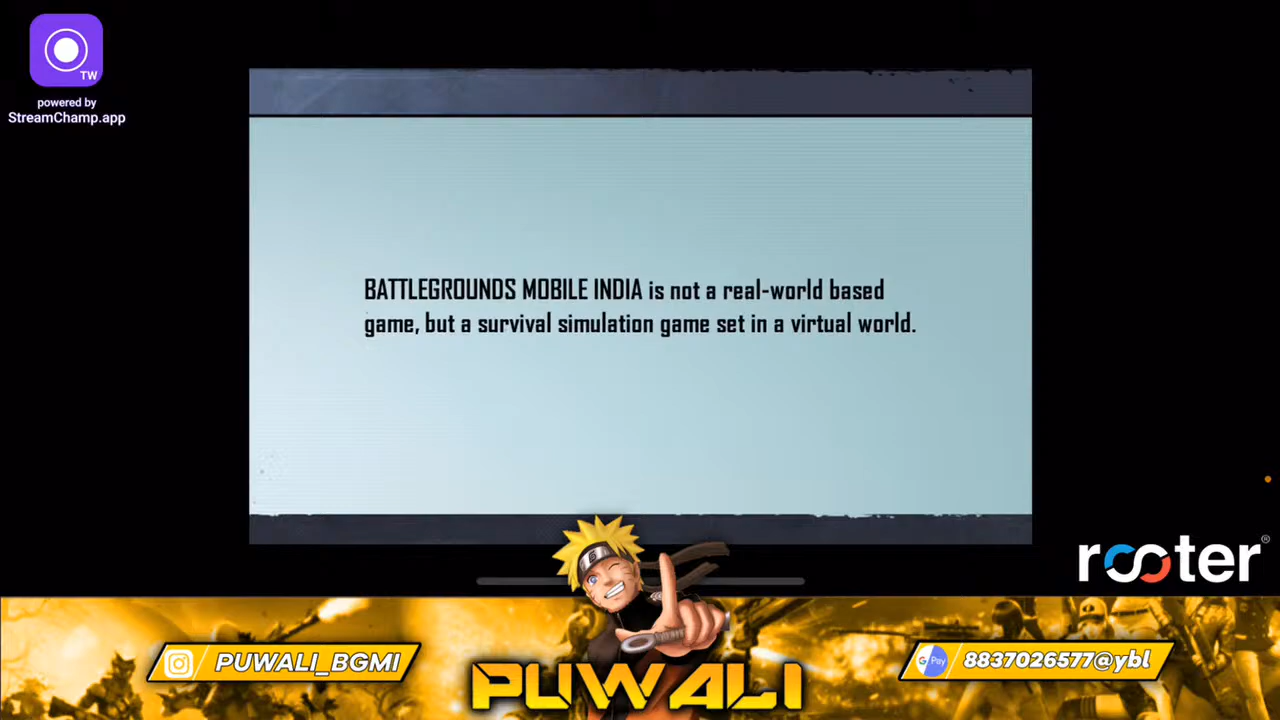 TW
powered by
StreamChamp.app
BATTLEGROUNDS MOBILE INDIA is not a real-world based
game, but a survival simulation game set in a virtual world.
rooter®
PUWALI_BGMI
PUWALI
G Pay
8837026577@ybl